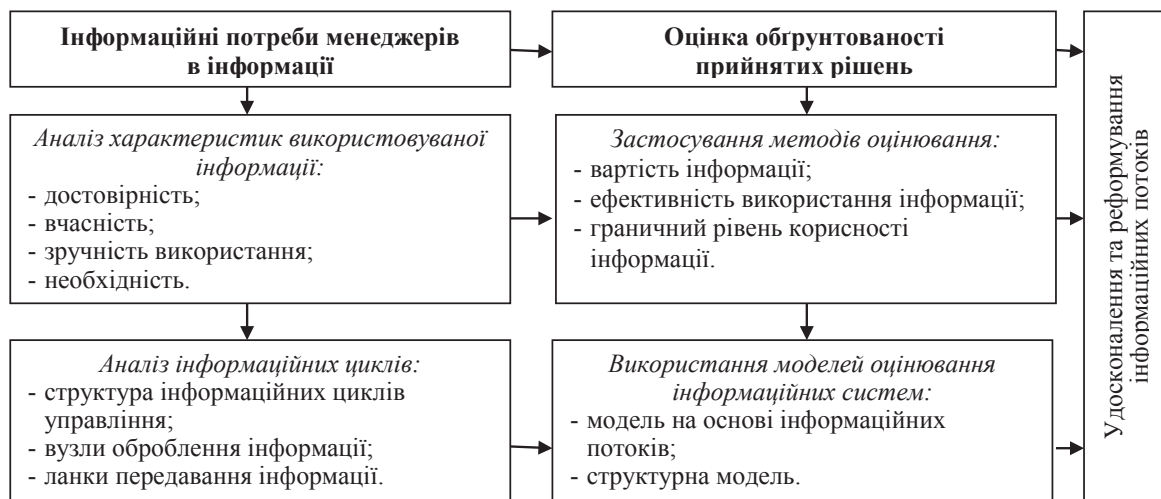 Інформаційні потреби менеджерів
в інформації
Оцінка обґрунтованості
прийнятих рішень
Аналіз характеристик використовуваної
інформації:
- достовірність;
- вчасність;
- зручність використання;
- необхідність.
Застосування методів оцінювання:
- вартість інформації;
- ефективність використання інформації;
- граничний рівень корисності
інформації.
Аналіз інформаційних циклів:
- структура інформаційних циклів
управління;
- вузли оброблення інформації;
- ланки передавання інформації.
Використання моделей оцінювання
інформаційних систем:
- модель на основі інформаційних
потоків;
- структурна модель.
Удосконалення та реформування
інформаційних потоків